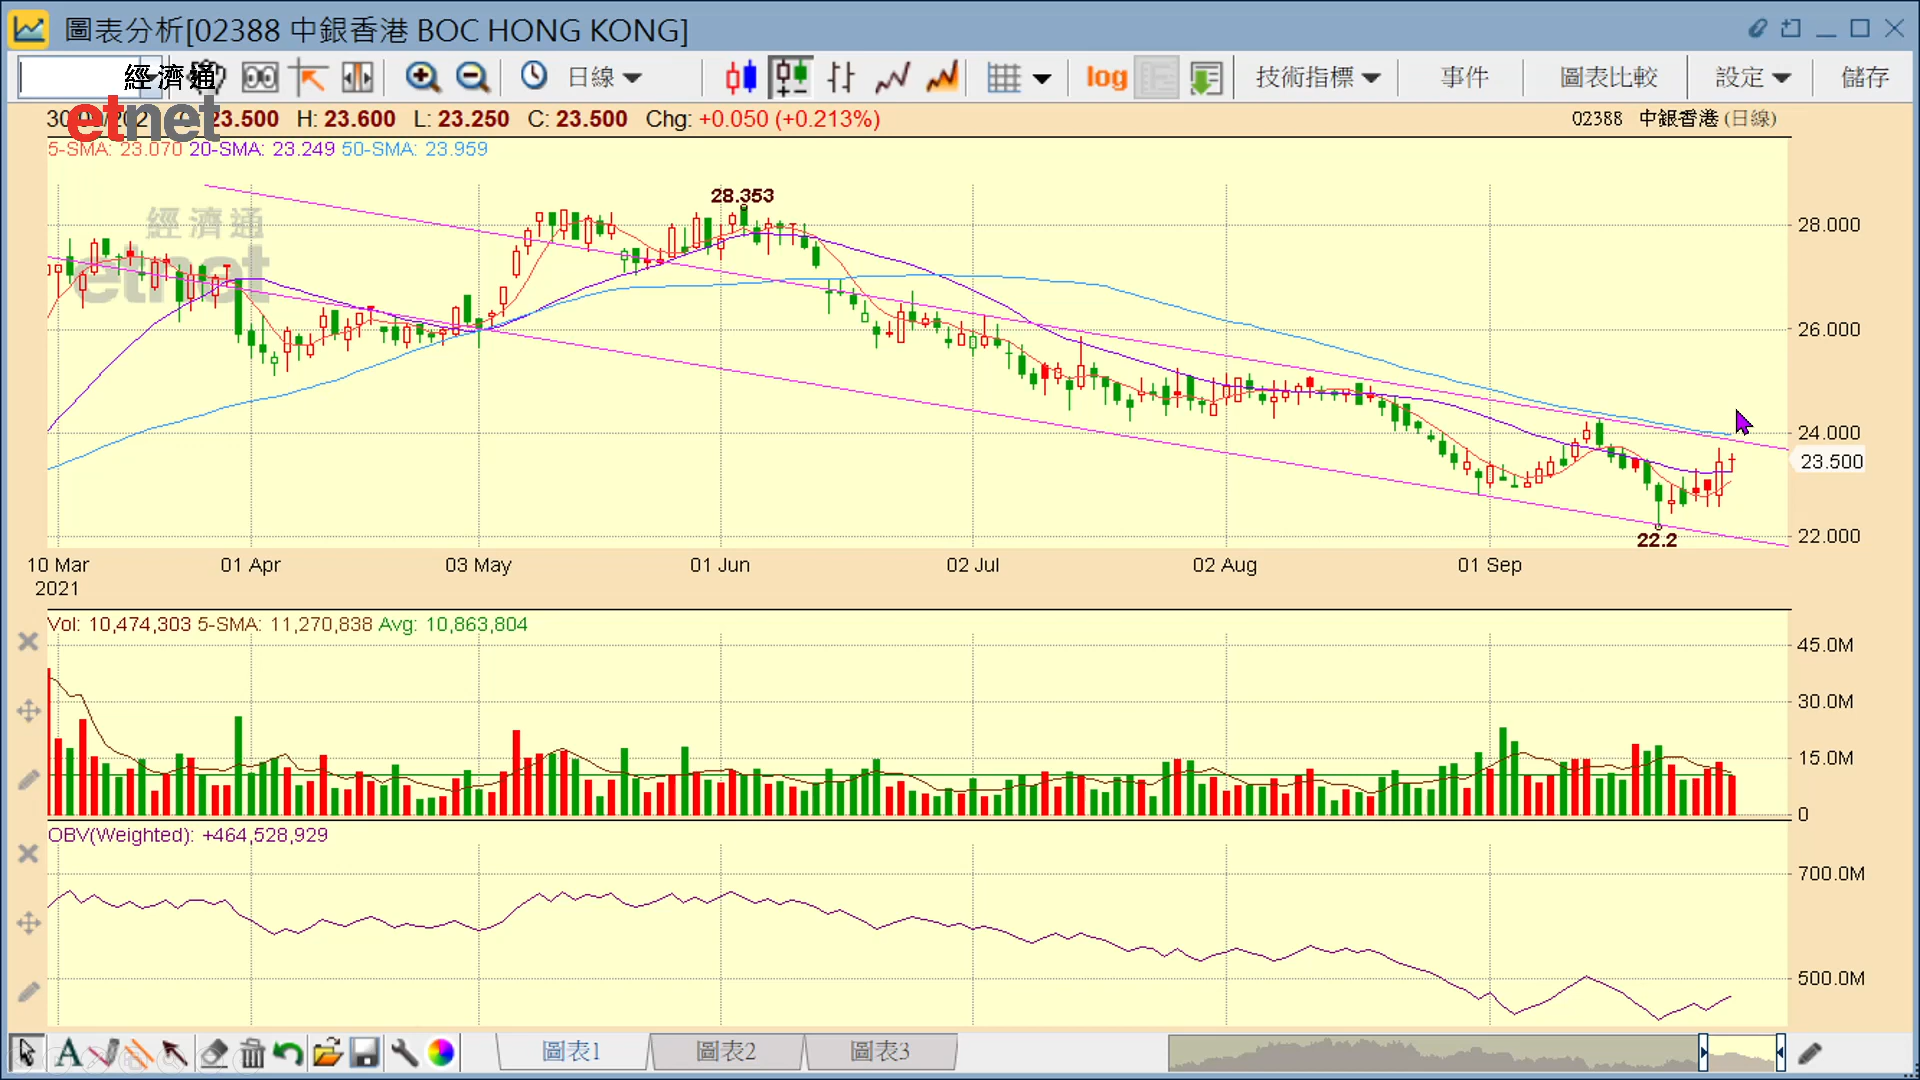 圖表分析[02388 中銀香港 BOC HONG KONG]
經濟通
日線
log
技術指標
事件
圖表比較
設定
儲存
etnet
23.500 H: 23.600 L: 23.250 C: 23.500 Chg: +0.050 (+0.213%)
02388 中銀香港 (日線)
5-SMA: 23.070 20-SMA: 23.249 50-SMA: 23.959
28.353
經濟通
etnet
28.000
26.000
24.000
23.500
22.000
22.2
10 Mar 01 Apr 03 May 01 Jun 02 Jul 02 Aug 01 Sep
2021
Vol: 10,474,303 5-SMA: 11,270,838 Avg: 10,863,804
45.0M
30.0M
15.0M
0
OBV(Weighted): +464,528,929
700.0M
500.0M
圖表1 圖表2 圖表3